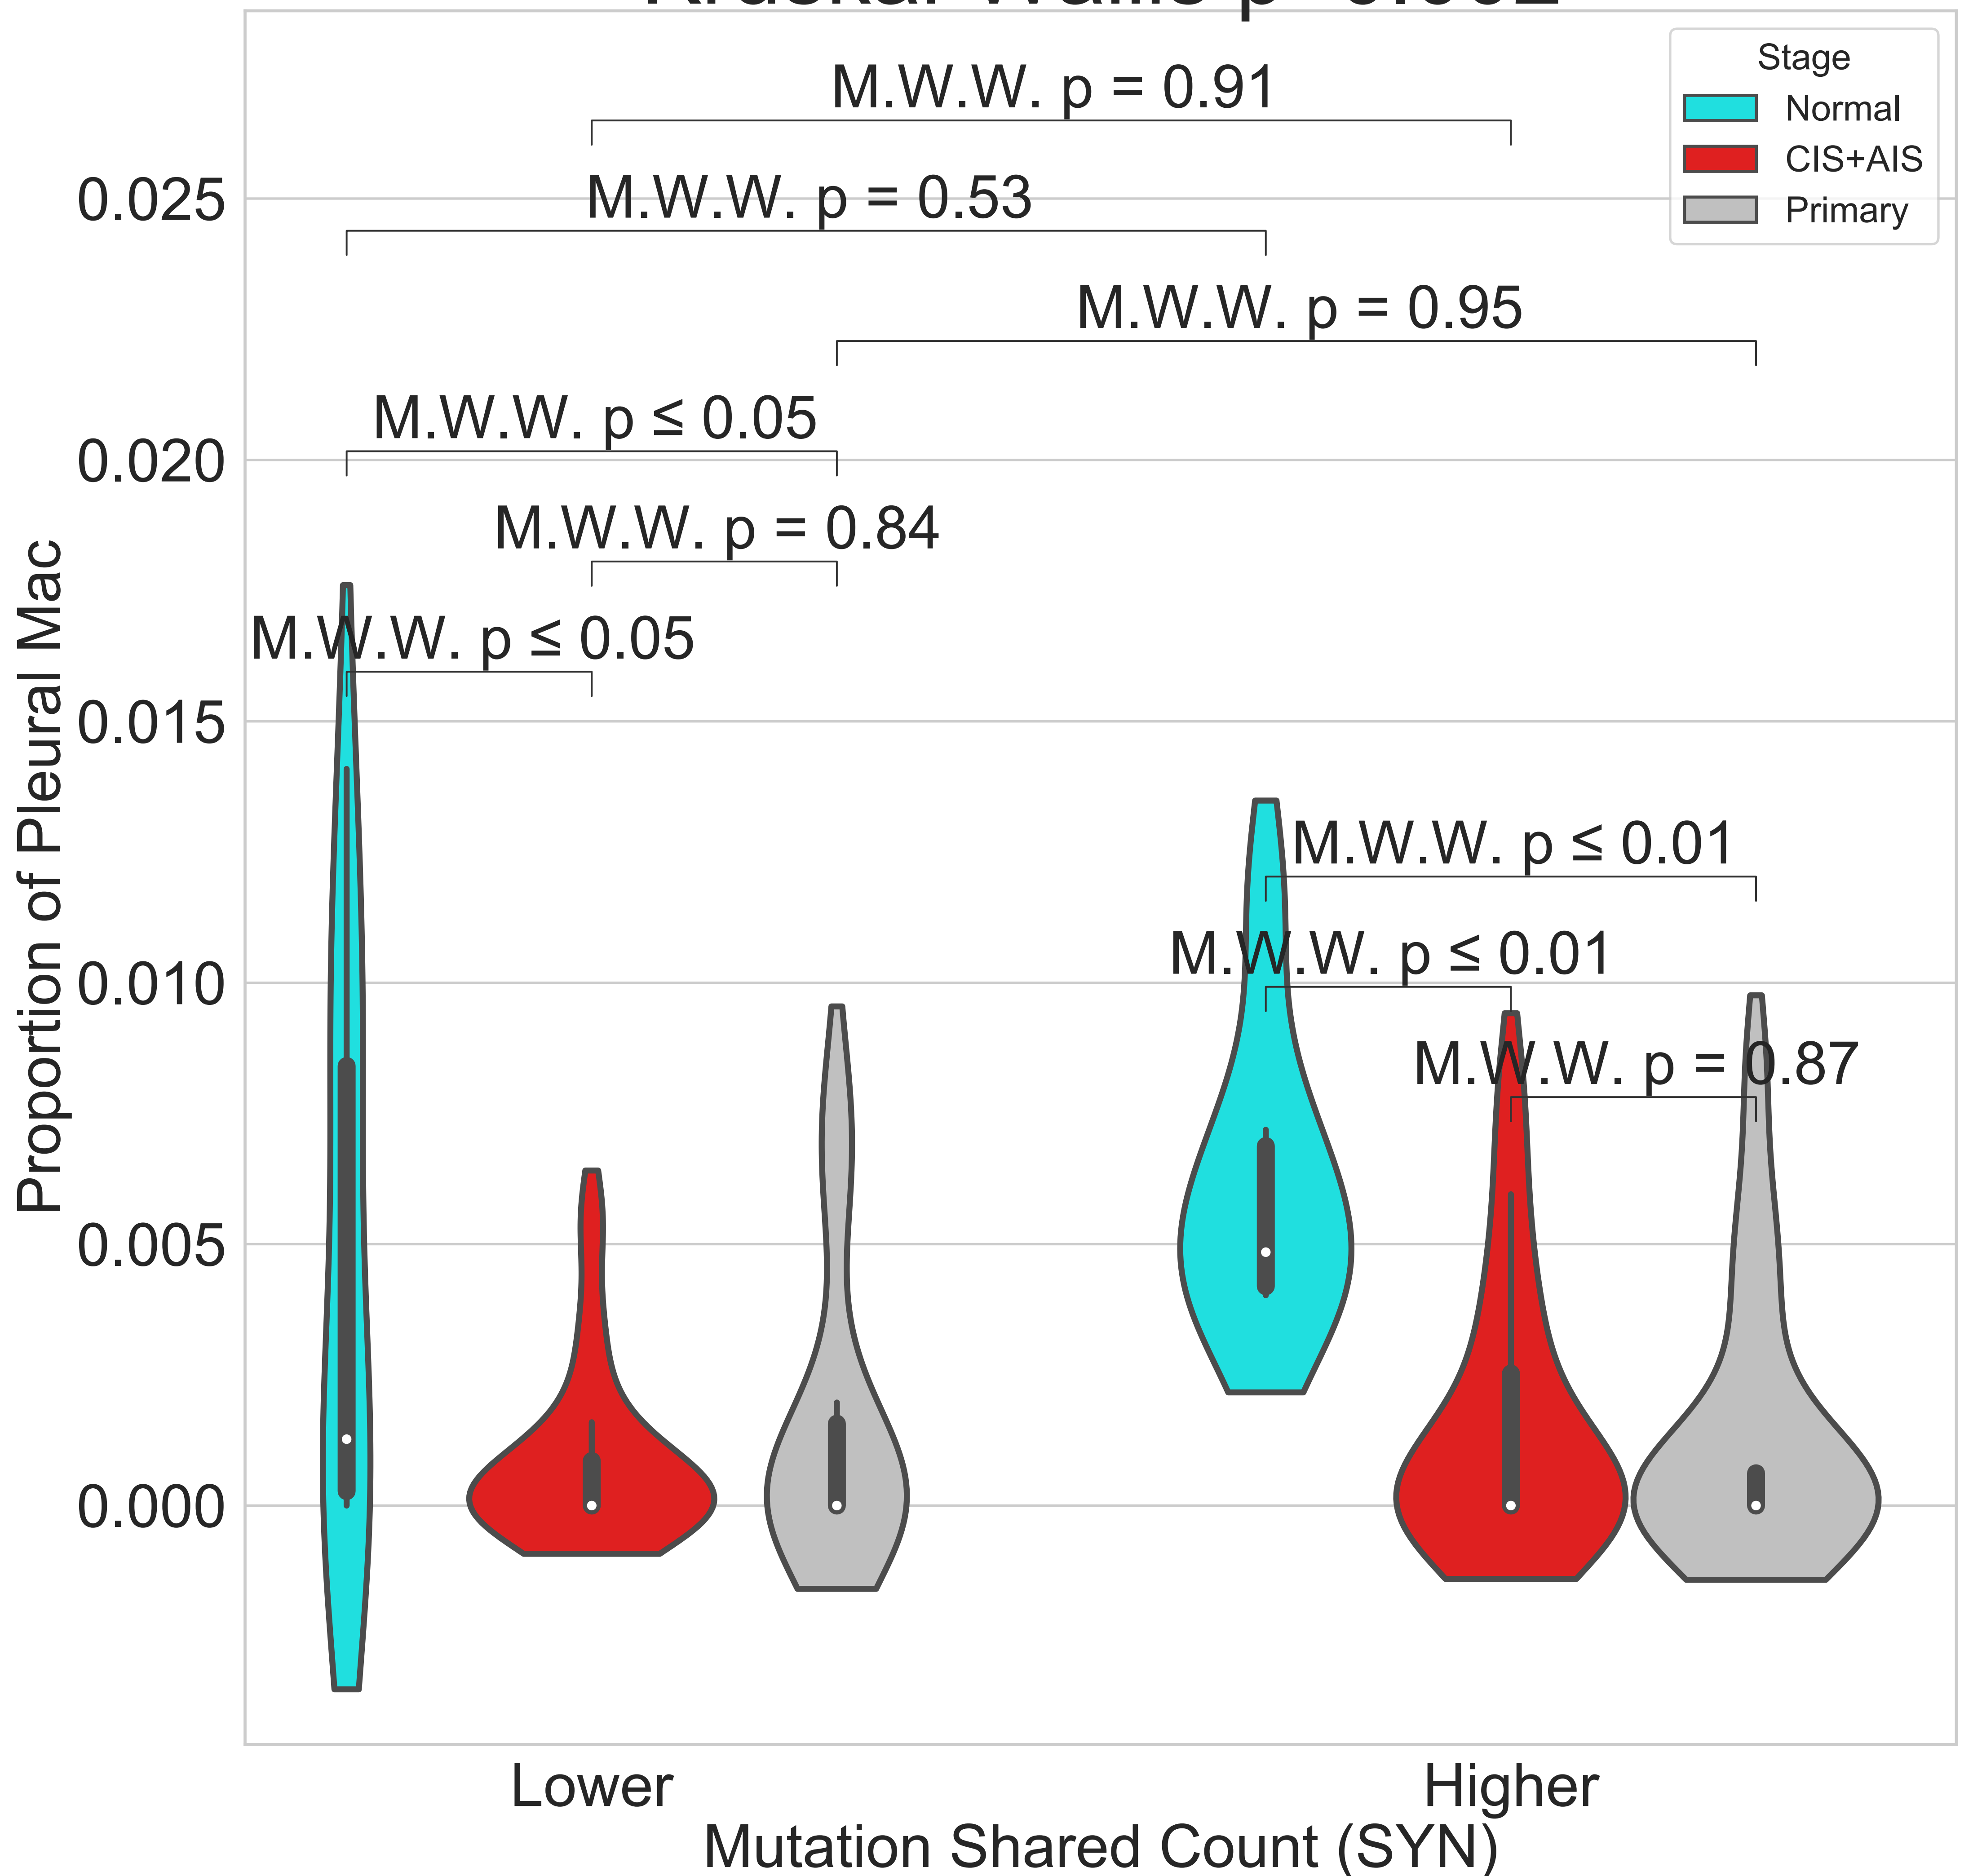 Stage
Normal
CIS+AIS
Primary
M.W.W. p = 0.91
M.W.W. p = 0.53
M.W.W. p = 0.95
M.W.W. p ≤ 0.05
M.W.W. p = 0.84
M.W.W. p ≤ 0.05
M.W.W. p ≤ 0.01
M.W.W. p ≤ 0.01
M.W.W. p = 0.87
0.025
0.020
0.015
0.010
0.005
0.000
Proportion of Pleural Mac
Lower
Higher
Mutation Shared Count (SYN)